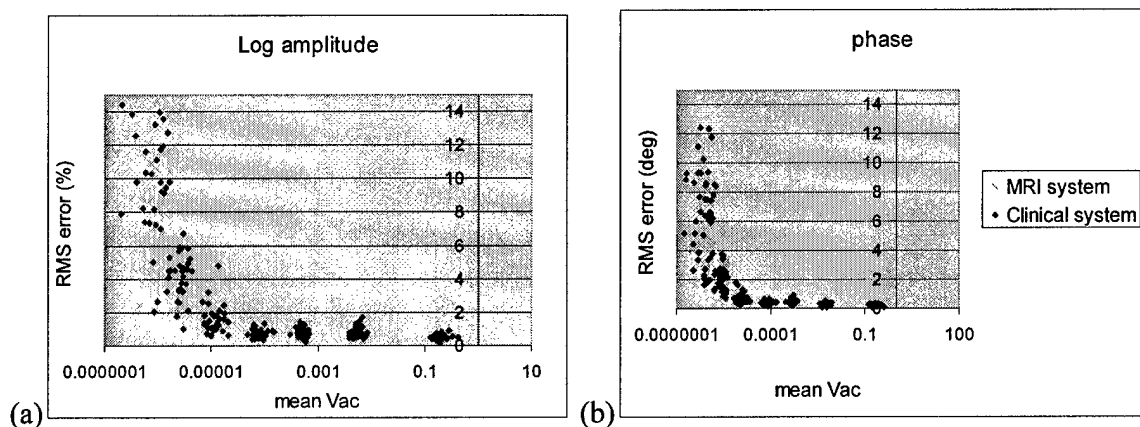 Log amplitude
RMS error (%)
14
12
10
8
6
4
2
0
0.0000001 0.00001 0.001 0.1 10
mean Vac
(a)
phase
RMS error (deg)
14
12
10
8
6
4
2
0
0.0000001 0.0001 100
mean Vac
(b)
MRI system
Clinical system